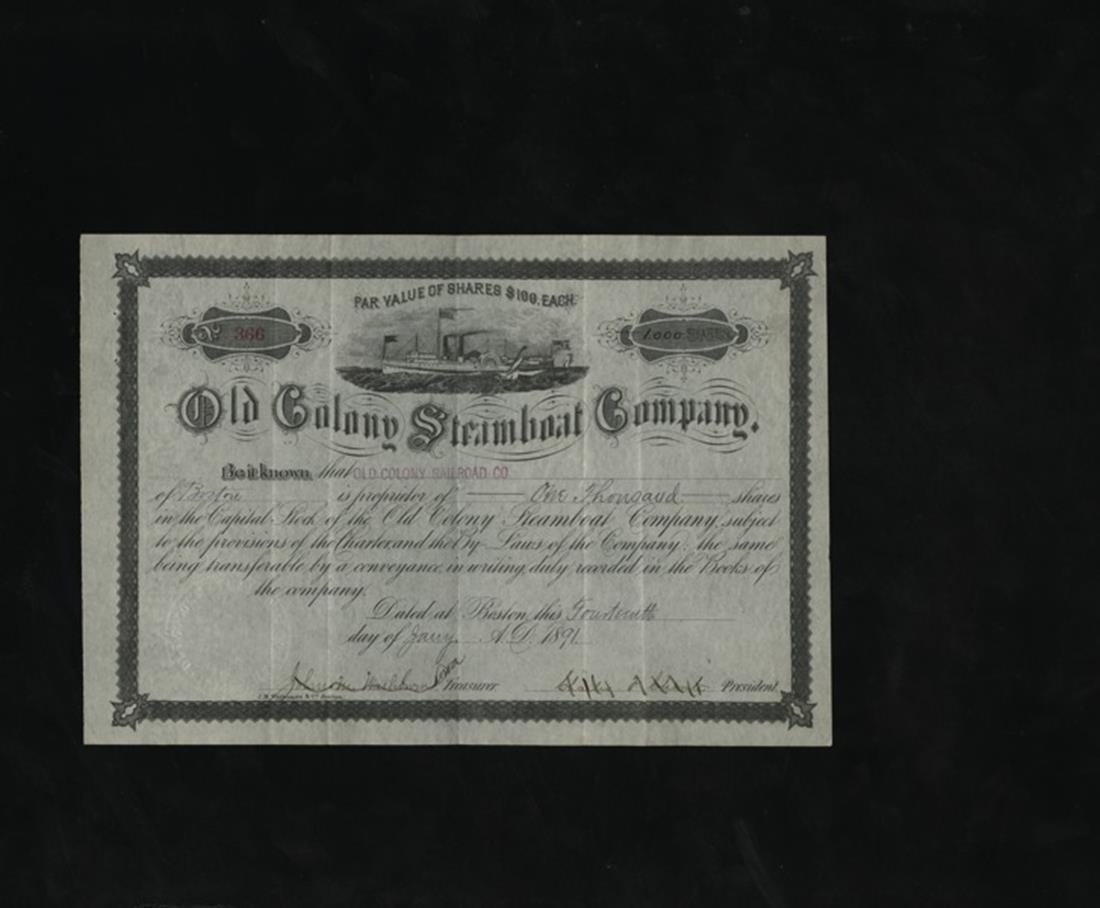 PAR VALUE OF SHARES $100. EACH.
No 366
1.000 SHARES
Old Colony Steamboat Company.
Be it known that OLD COLONY RAILROAD CO
of Boston is proprietor of One Thousand shares
in the Capital Stock of the Old Colony Steamboat Company, subject
to the provisions of the Charter, and the By-Laws of the Company: the same
being transferable by a conveyance in writing, duly recorded in the Books of
the company.
Dated at Boston, this Fourteenth
day of Jany. A.D. 1891
Washburn Treasurer President